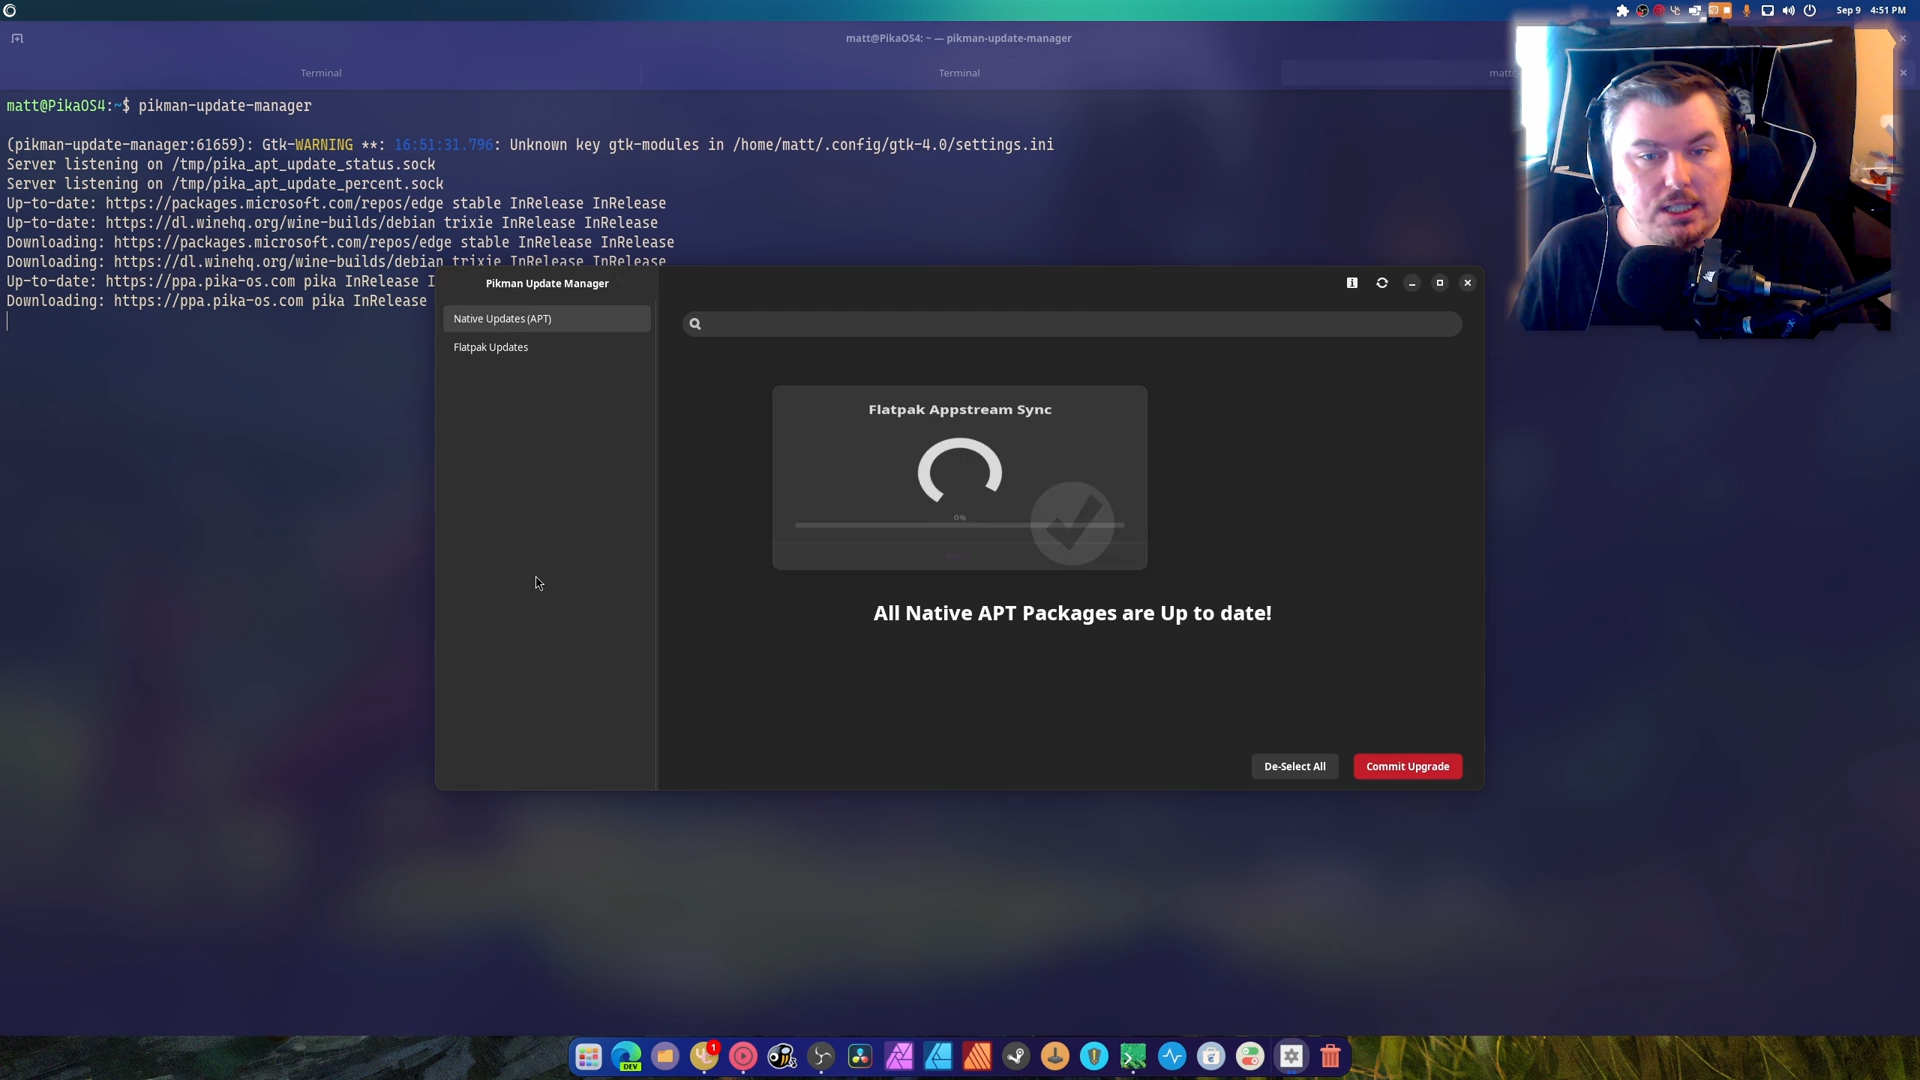 Sep 9 4:51 PM
matt@PikaOS4: ~ — pikman-update-manager
Terminal
Terminal
matt@PikaOS4:~$ pikman-update-manager
(pikman-update-manager:61659): Gtk-WARNING **: 16:51:31.796: Unknown key gtk-modules in /home/matt/.config/gtk-4.0/settings.ini
Server listening on /tmp/pika_apt_update_status.sock
Server listening on /tmp/pika_apt_update_percent.sock
Up-to-date: https://packages.microsoft.com/repos/edge stable InRelease InRelease
Up-to-date: https://dl.winehq.org/wine-builds/debian trixie InRelease InRelease
Downloading: https://packages.microsoft.com/repos/edge stable InRelease InRelease
Downloading: https://dl.winehq.org/wine-builds/debian trixie InRelease InRelease
Up-to-date: https://ppa.pika-os.com pika InRelease I
Downloading: https://ppa.pika-os.com pika InRelease
Pikman Update Manager
Native Updates (APT)
Flatpak Updates
Flatpak Appstream Sync
0%
All Native APT Packages are Up to date!
De-Select All
Commit Upgrade
1
DEV